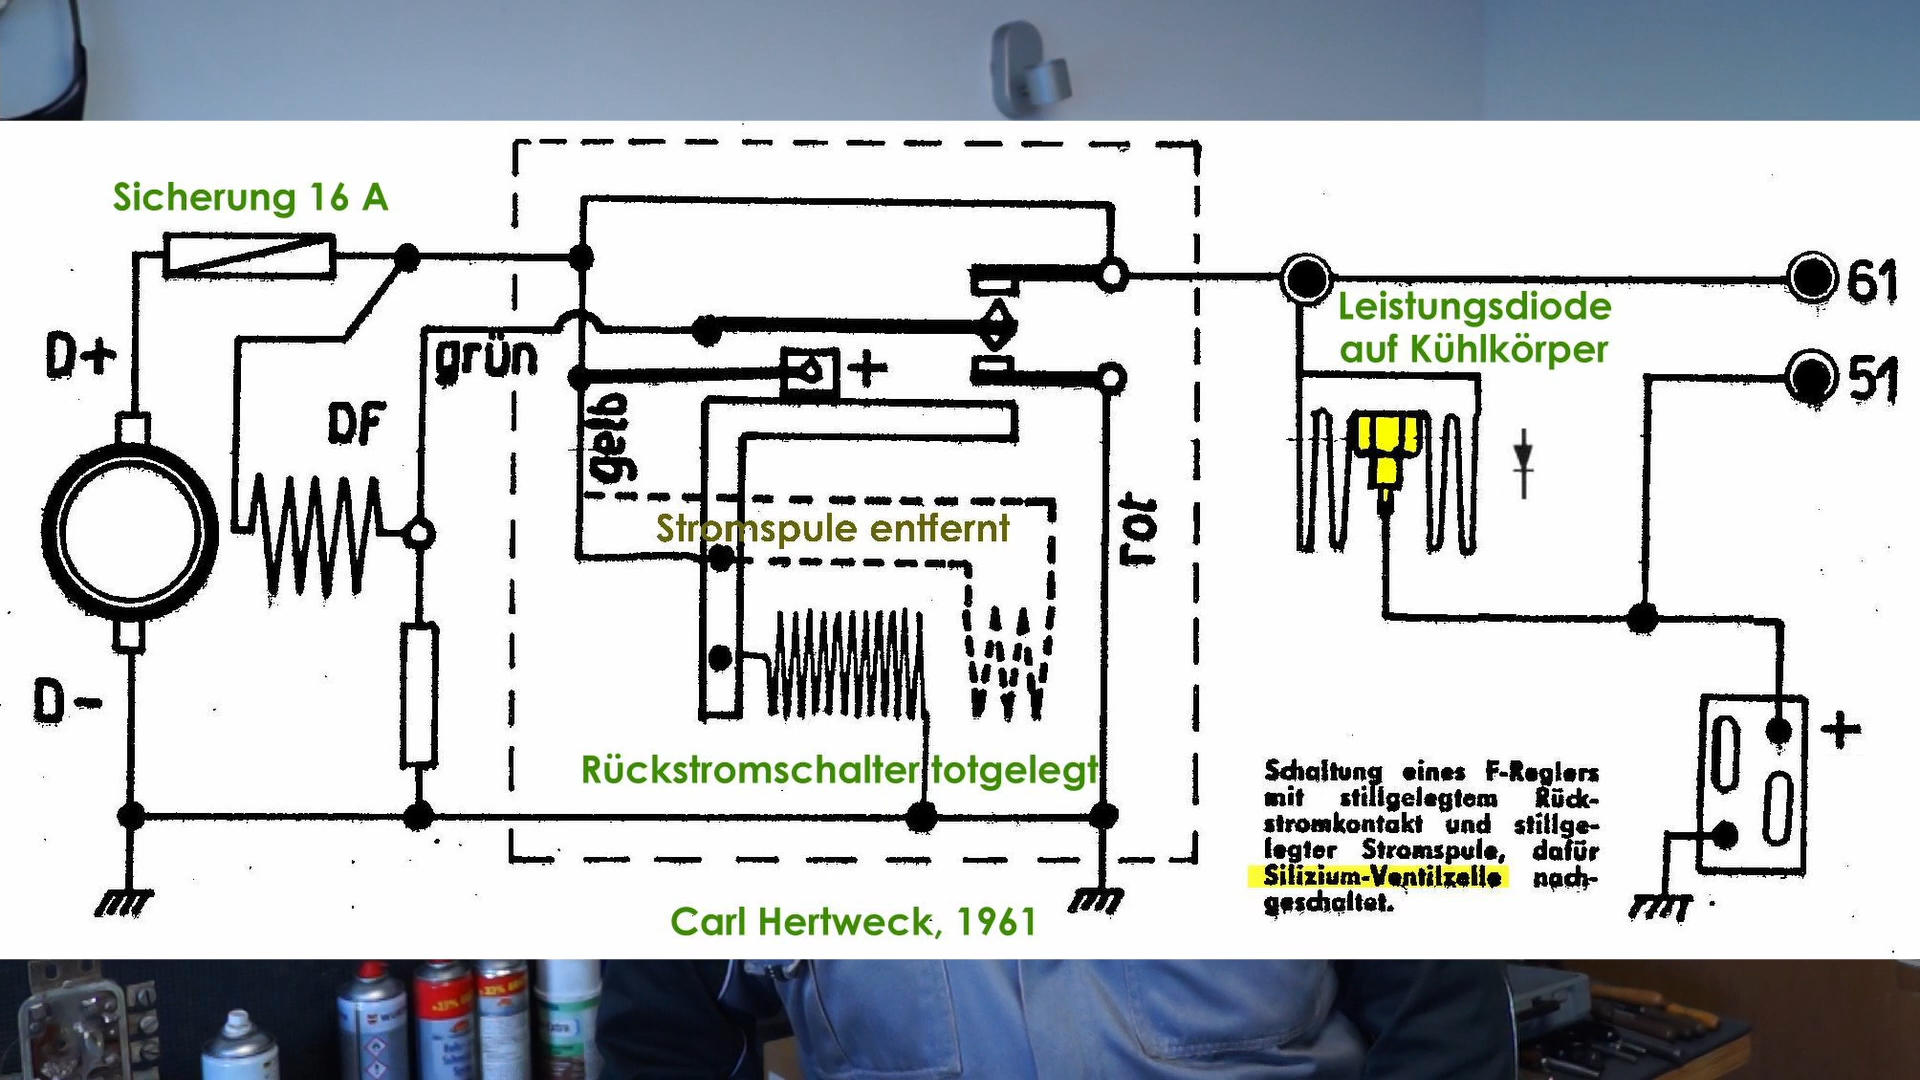 Sicherung 16 A
D+
grün
DF
+
gelb
Leistungsdiode
auf Kühlkörper
61
51
Stromspule entfernt
rot
D-
+
Rückstromschalter totgelegt
Schaltung eines F-Reglers
mit stillgelegtem Rück-
stromkontakt und stillge-
legter Stromspule, dafür
Silizium-Ventilzelle nach-
geschaltet.
Carl Hertweck, 1961